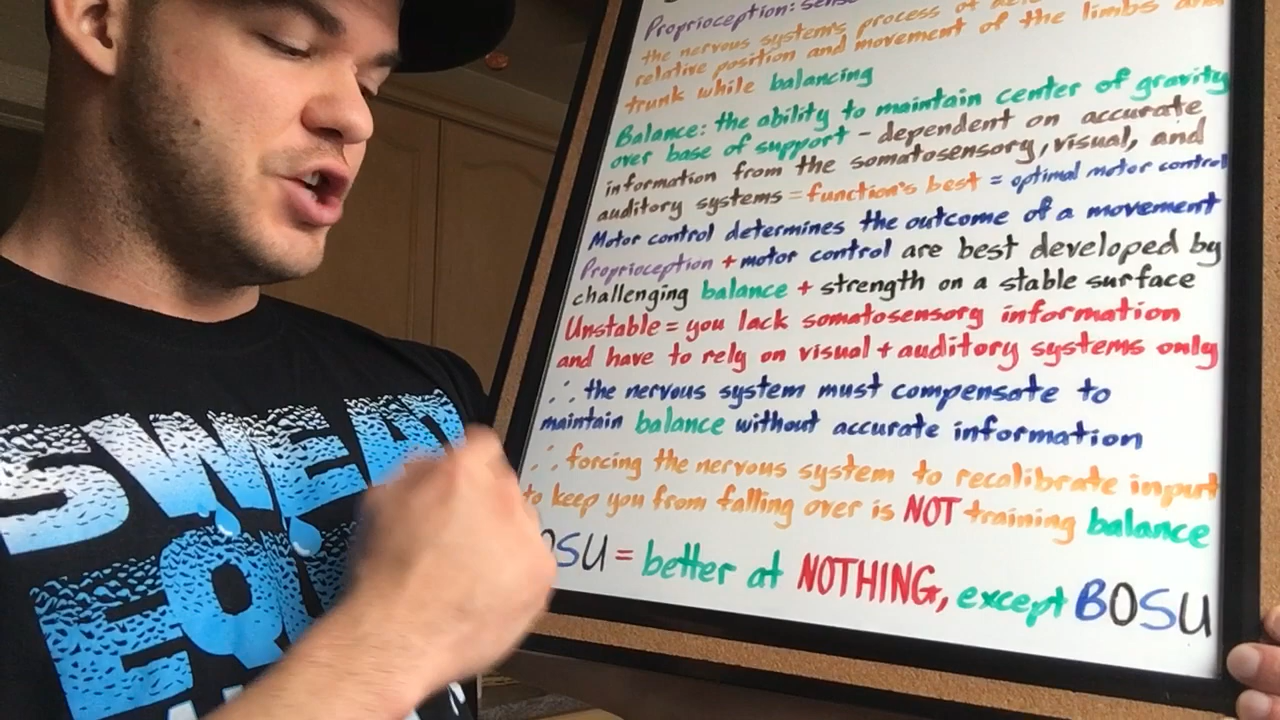 Proprioception: sense
the nervous system's process of
relative position and movement of the limbs and
trunk while balancing
Balance: the ability to maintain center of gravity
over base of support - dependent on accurate
information from the somatosensory, visual, and
auditory systems = function's best = optimal motor control
Motor control determines the outcome of a movement
Proprioception + motor control are best developed by
challenging balance + strength on a stable surface
Unstable = you lack somatosensory information
and have to rely on visual + auditory systems only
∴ the nervous system must compensate to
maintain balance without accurate information
∴ forcing the nervous system to recalibrate input
to keep you from falling over is NOT training balance
OSU = better at NOTHING, except BOSU
SWEAT
EQU